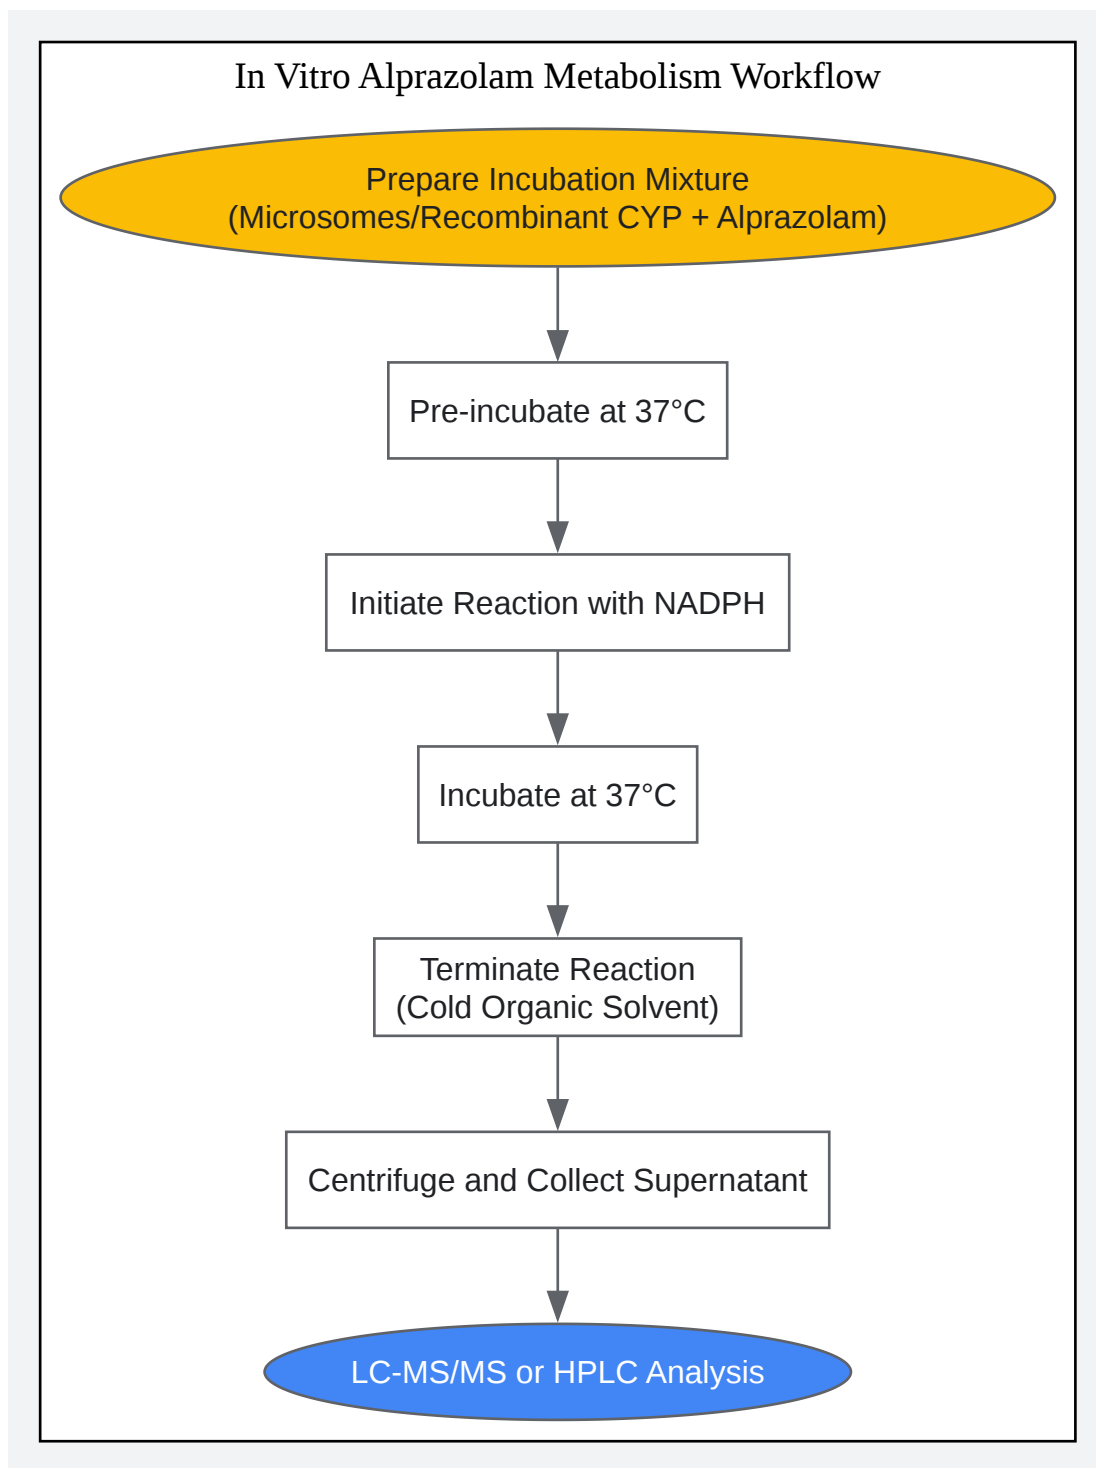 In Vitro Alprazolam Metabolism Workflow
Prepare Incubation Mixture
(Microsomes/Recombinant CYP + Alprazolam)
Pre-incubate at 37°C
Initiate Reaction with NADPH
Incubate at 37°C
Terminate Reaction
(Cold Organic Solvent)
Centrifuge and Collect Supernatant
LC-MS/MS or HPLC Analysis